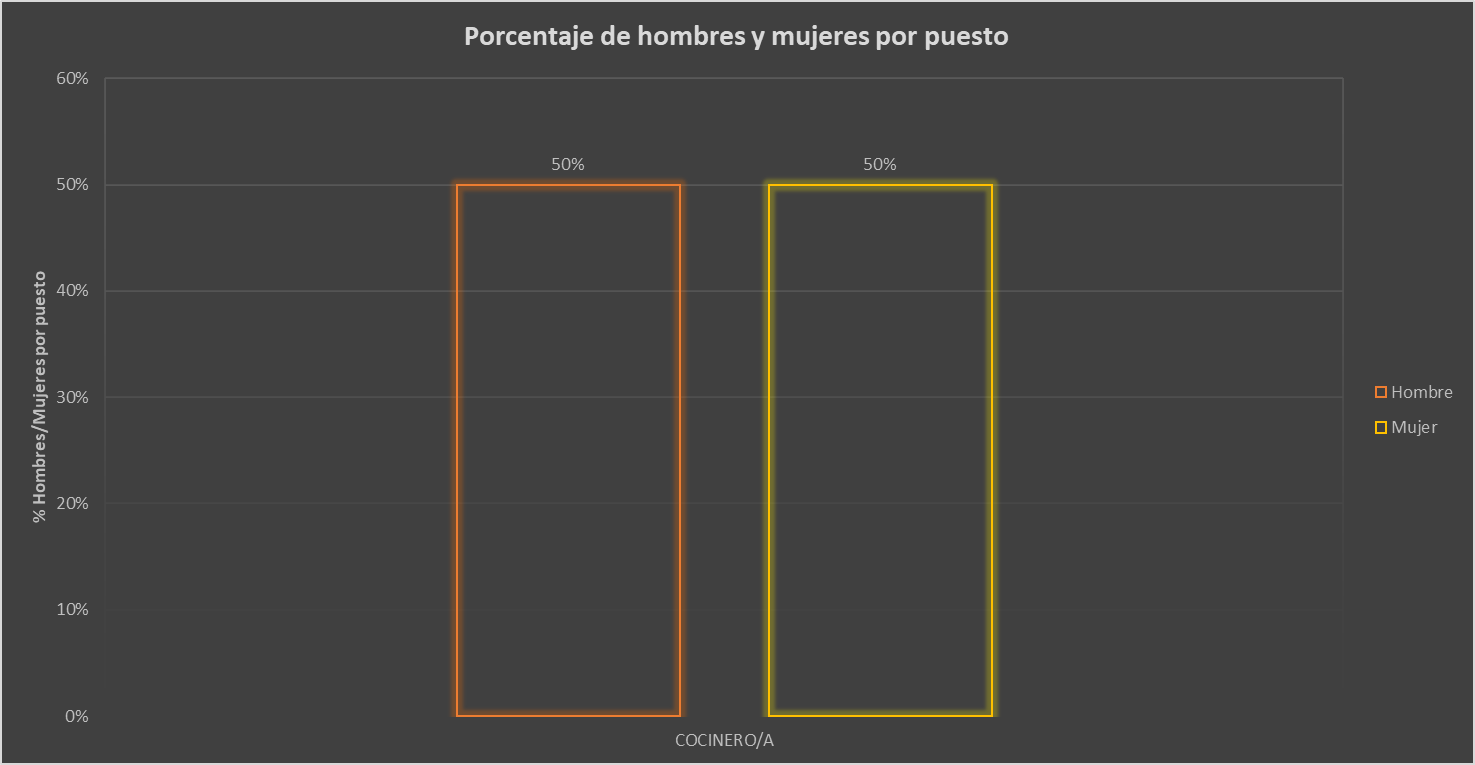 Porcentaje de hombres y mujeres por puesto
% Hombres/Mujeres por puesto
60%
50%
40%
30%
20%
10%
0%
50%
50%
COCINERO/A
Hombre
Mujer